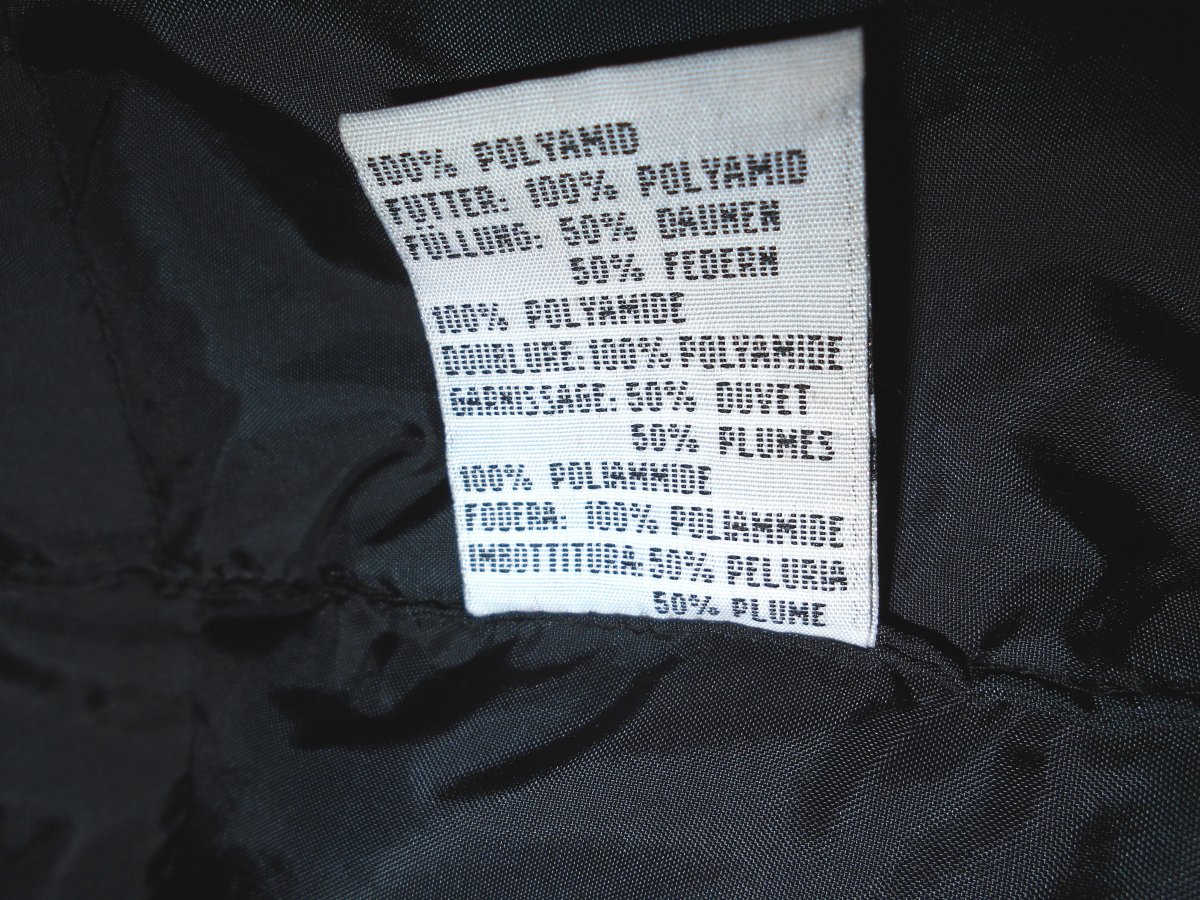 100% POLYAMID
FUTTER: 100% POLYAMID
FÜLLUNG: 50% DAUNEN
50% FEDERN
100% POLYAMIDE
DOUBLURE: 100% POLYAMIDE
GARNISSAGE: 50% DUVET
50% PLUMES
100% POLIAMMIDE
FODERA: 100% POLIAMMIDE
IMBOTTITURA: 50% PELURIA
50% PLUME